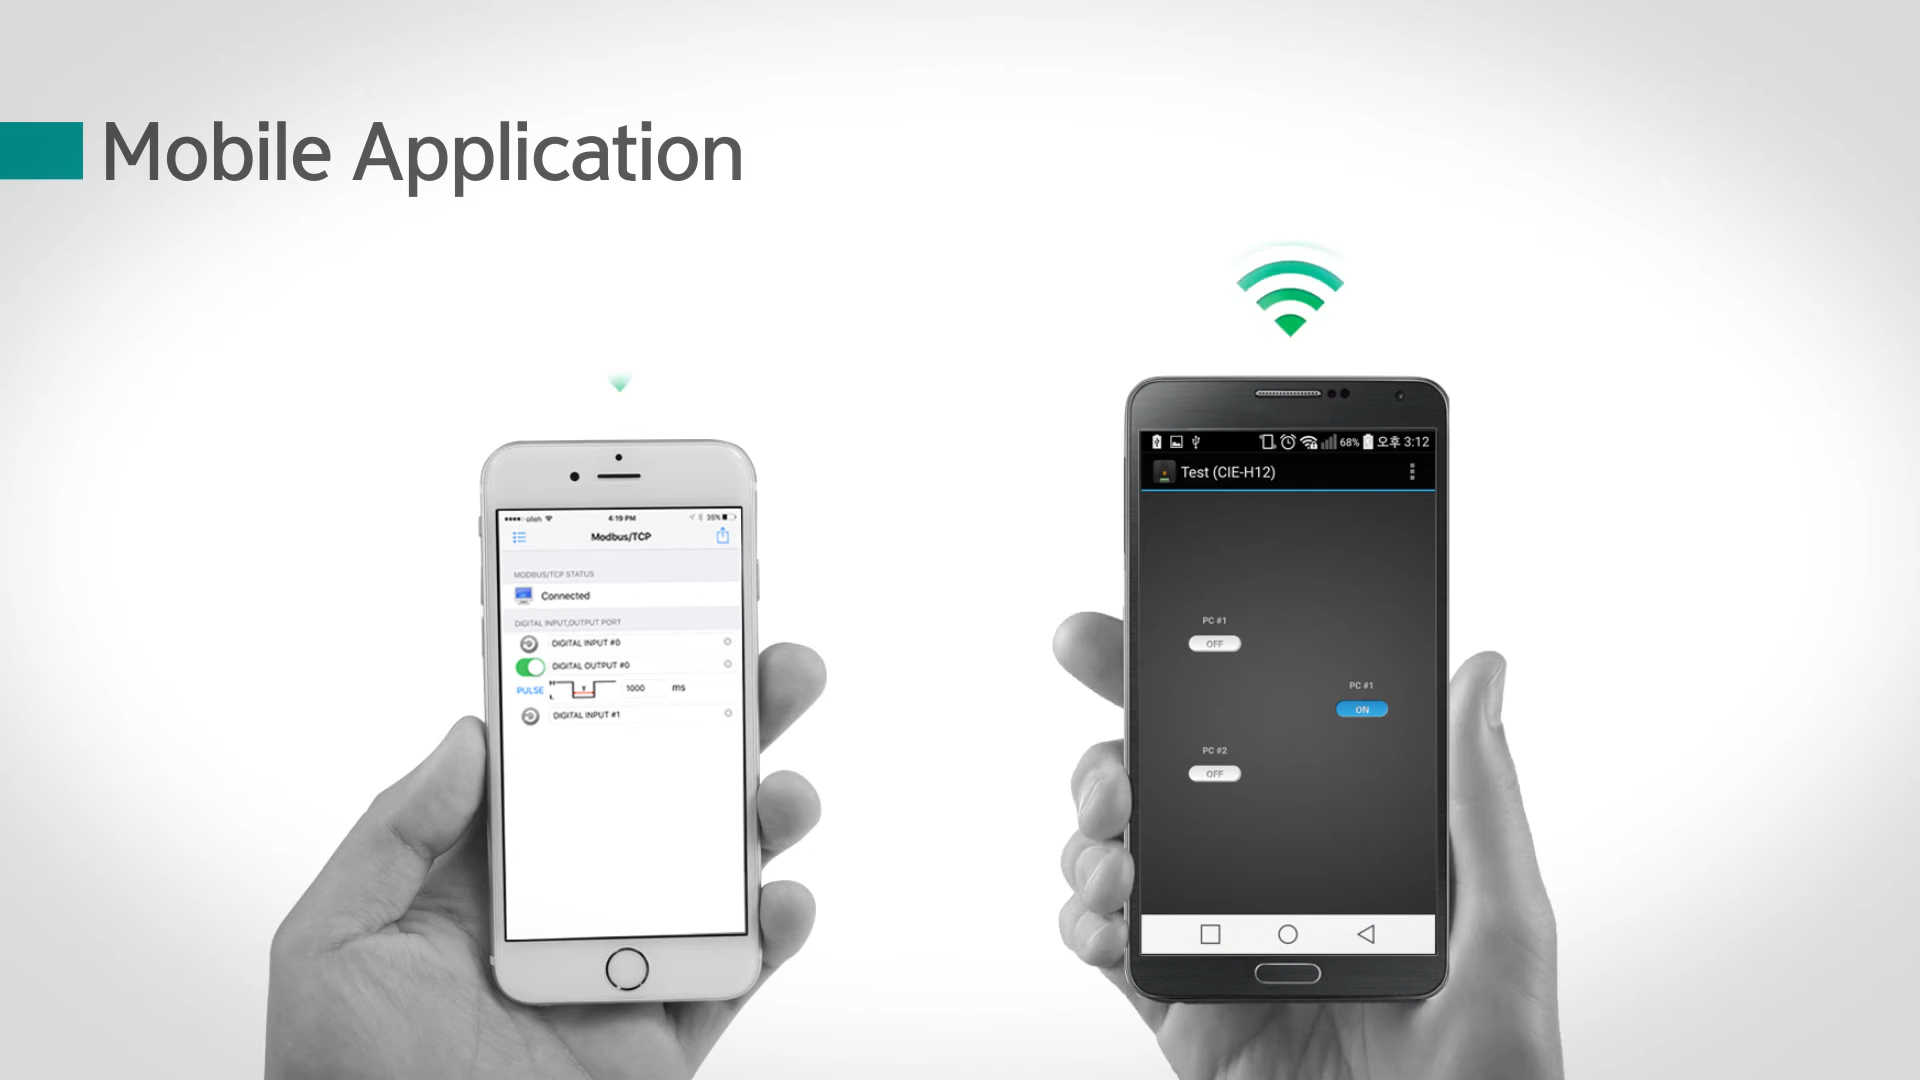 Mobile Application
olleh 4:19 PM 35%
Modbus/TCP
MODBUS/TCP STATUS
Connected
DIGITAL INPUT,OUTPUT PORT
DIGITAL INPUT #0
DIGITAL OUTPUT #0
PULSE H L T 1000 ms
DIGITAL INPUT #1
68% 오후 3:12
Test (CIE-H12)
PC #1
OFF
PC #1
ON
PC #2
OFF